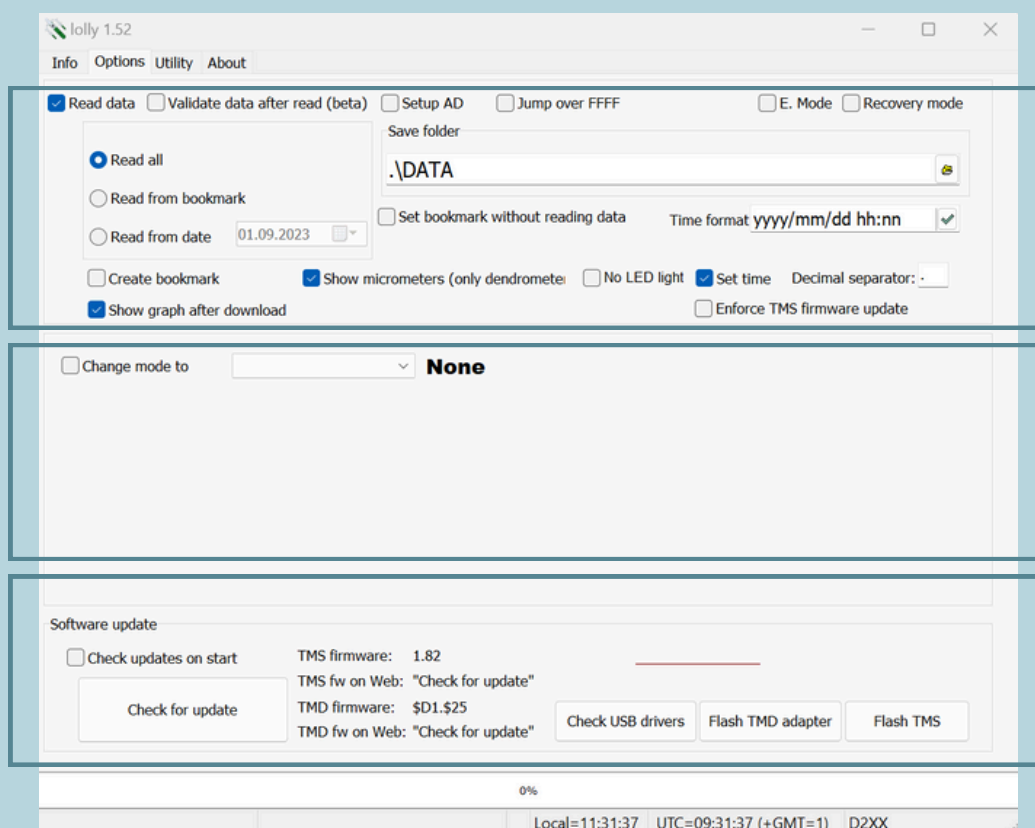 lolly 1.52
Info Options Utility About
Read data Validate data after read (beta) Setup AD Jump over FFFF E. Mode Recovery mode
Save folder
Read all
.\DATA
Read from bookmark
Set bookmark without reading data Time format yyyy/mm/dd hh:nn
Read from date 01.09.2023
Create bookmark Show micrometers (only dendromete No LED light Set time Decimal separator: .
Show graph after download Enforce TMS firmware update
Change mode to None
Software update
Check updates on start TMS firmware: 1.82
TMS fw on Web: "Check for update"
Check for update TMD firmware: $D1.$25
Check USB drivers Flash TMD adapter Flash TMS
TMD fw on Web: "Check for update"
0%
Local=11:31:37 UTC=09:31:37 (+GMT=1) D2XX